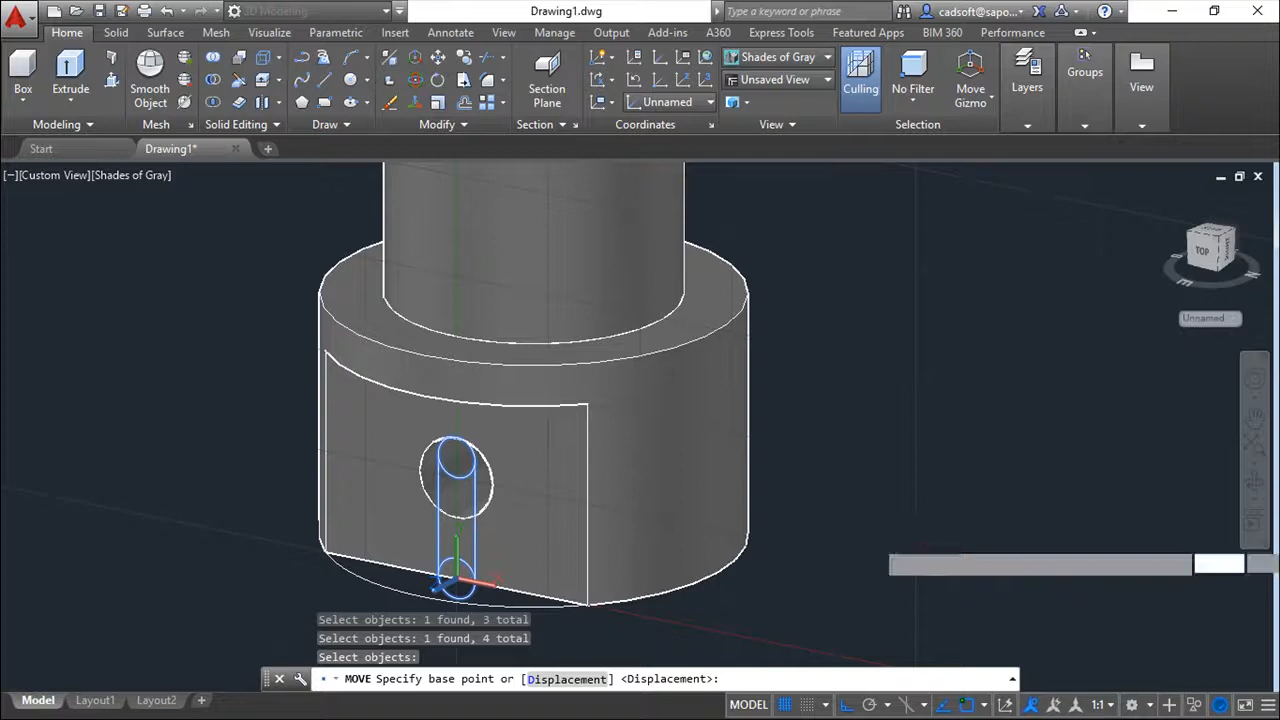 3D Modeling
Drawing1.dwg
Type a keyword or phrase
cadsoft@sapo...
Home Solid Surface Mesh Visualize Parametric Insert Annotate View Manage Output Add-ins A360 Express Tools Featured Apps BIM 360 Performance
Box Extrude Smooth Object Section Plane
Shades of Gray
Unsaved View
Unnamed
Culling No Filter Move Gizmo Layers Groups View
Modeling Mesh Solid Editing Draw Modify Section Coordinates View Selection
Start Drawing1*
[−][Custom View][Shades of Gray]
TOP
Unnamed
Select objects: 1 found, 3 total
Select objects: 1 found, 4 total
Select objects:
MOVE Specify base point or [Displacement] <Displacement>:
Model Layout1 Layout2 +
MODEL 1:1